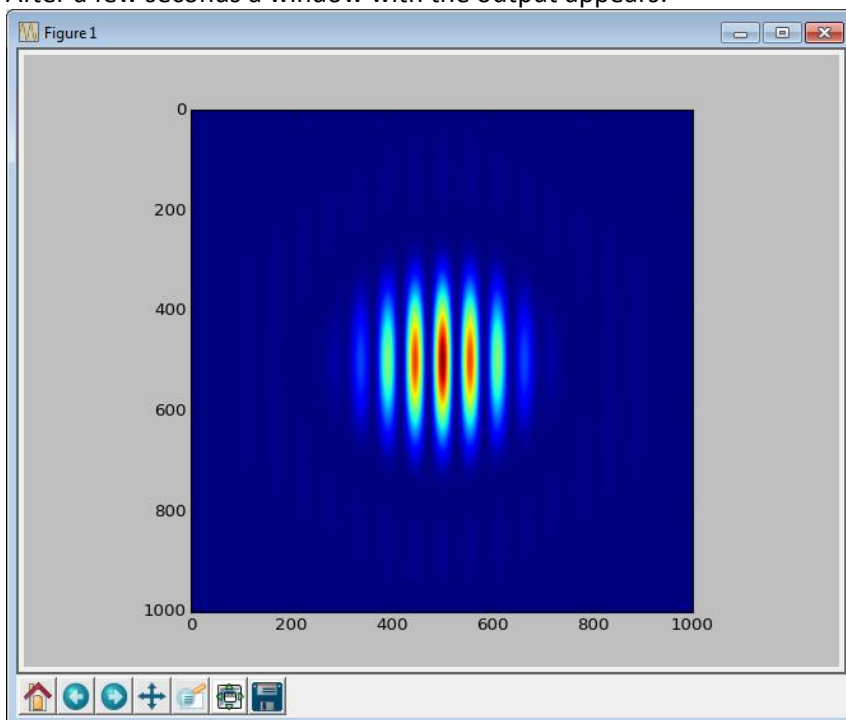 After a few seconds a window with the output appears.
Figure 1
0
200
400
600
800
1000
0 200 400 600 800 1000